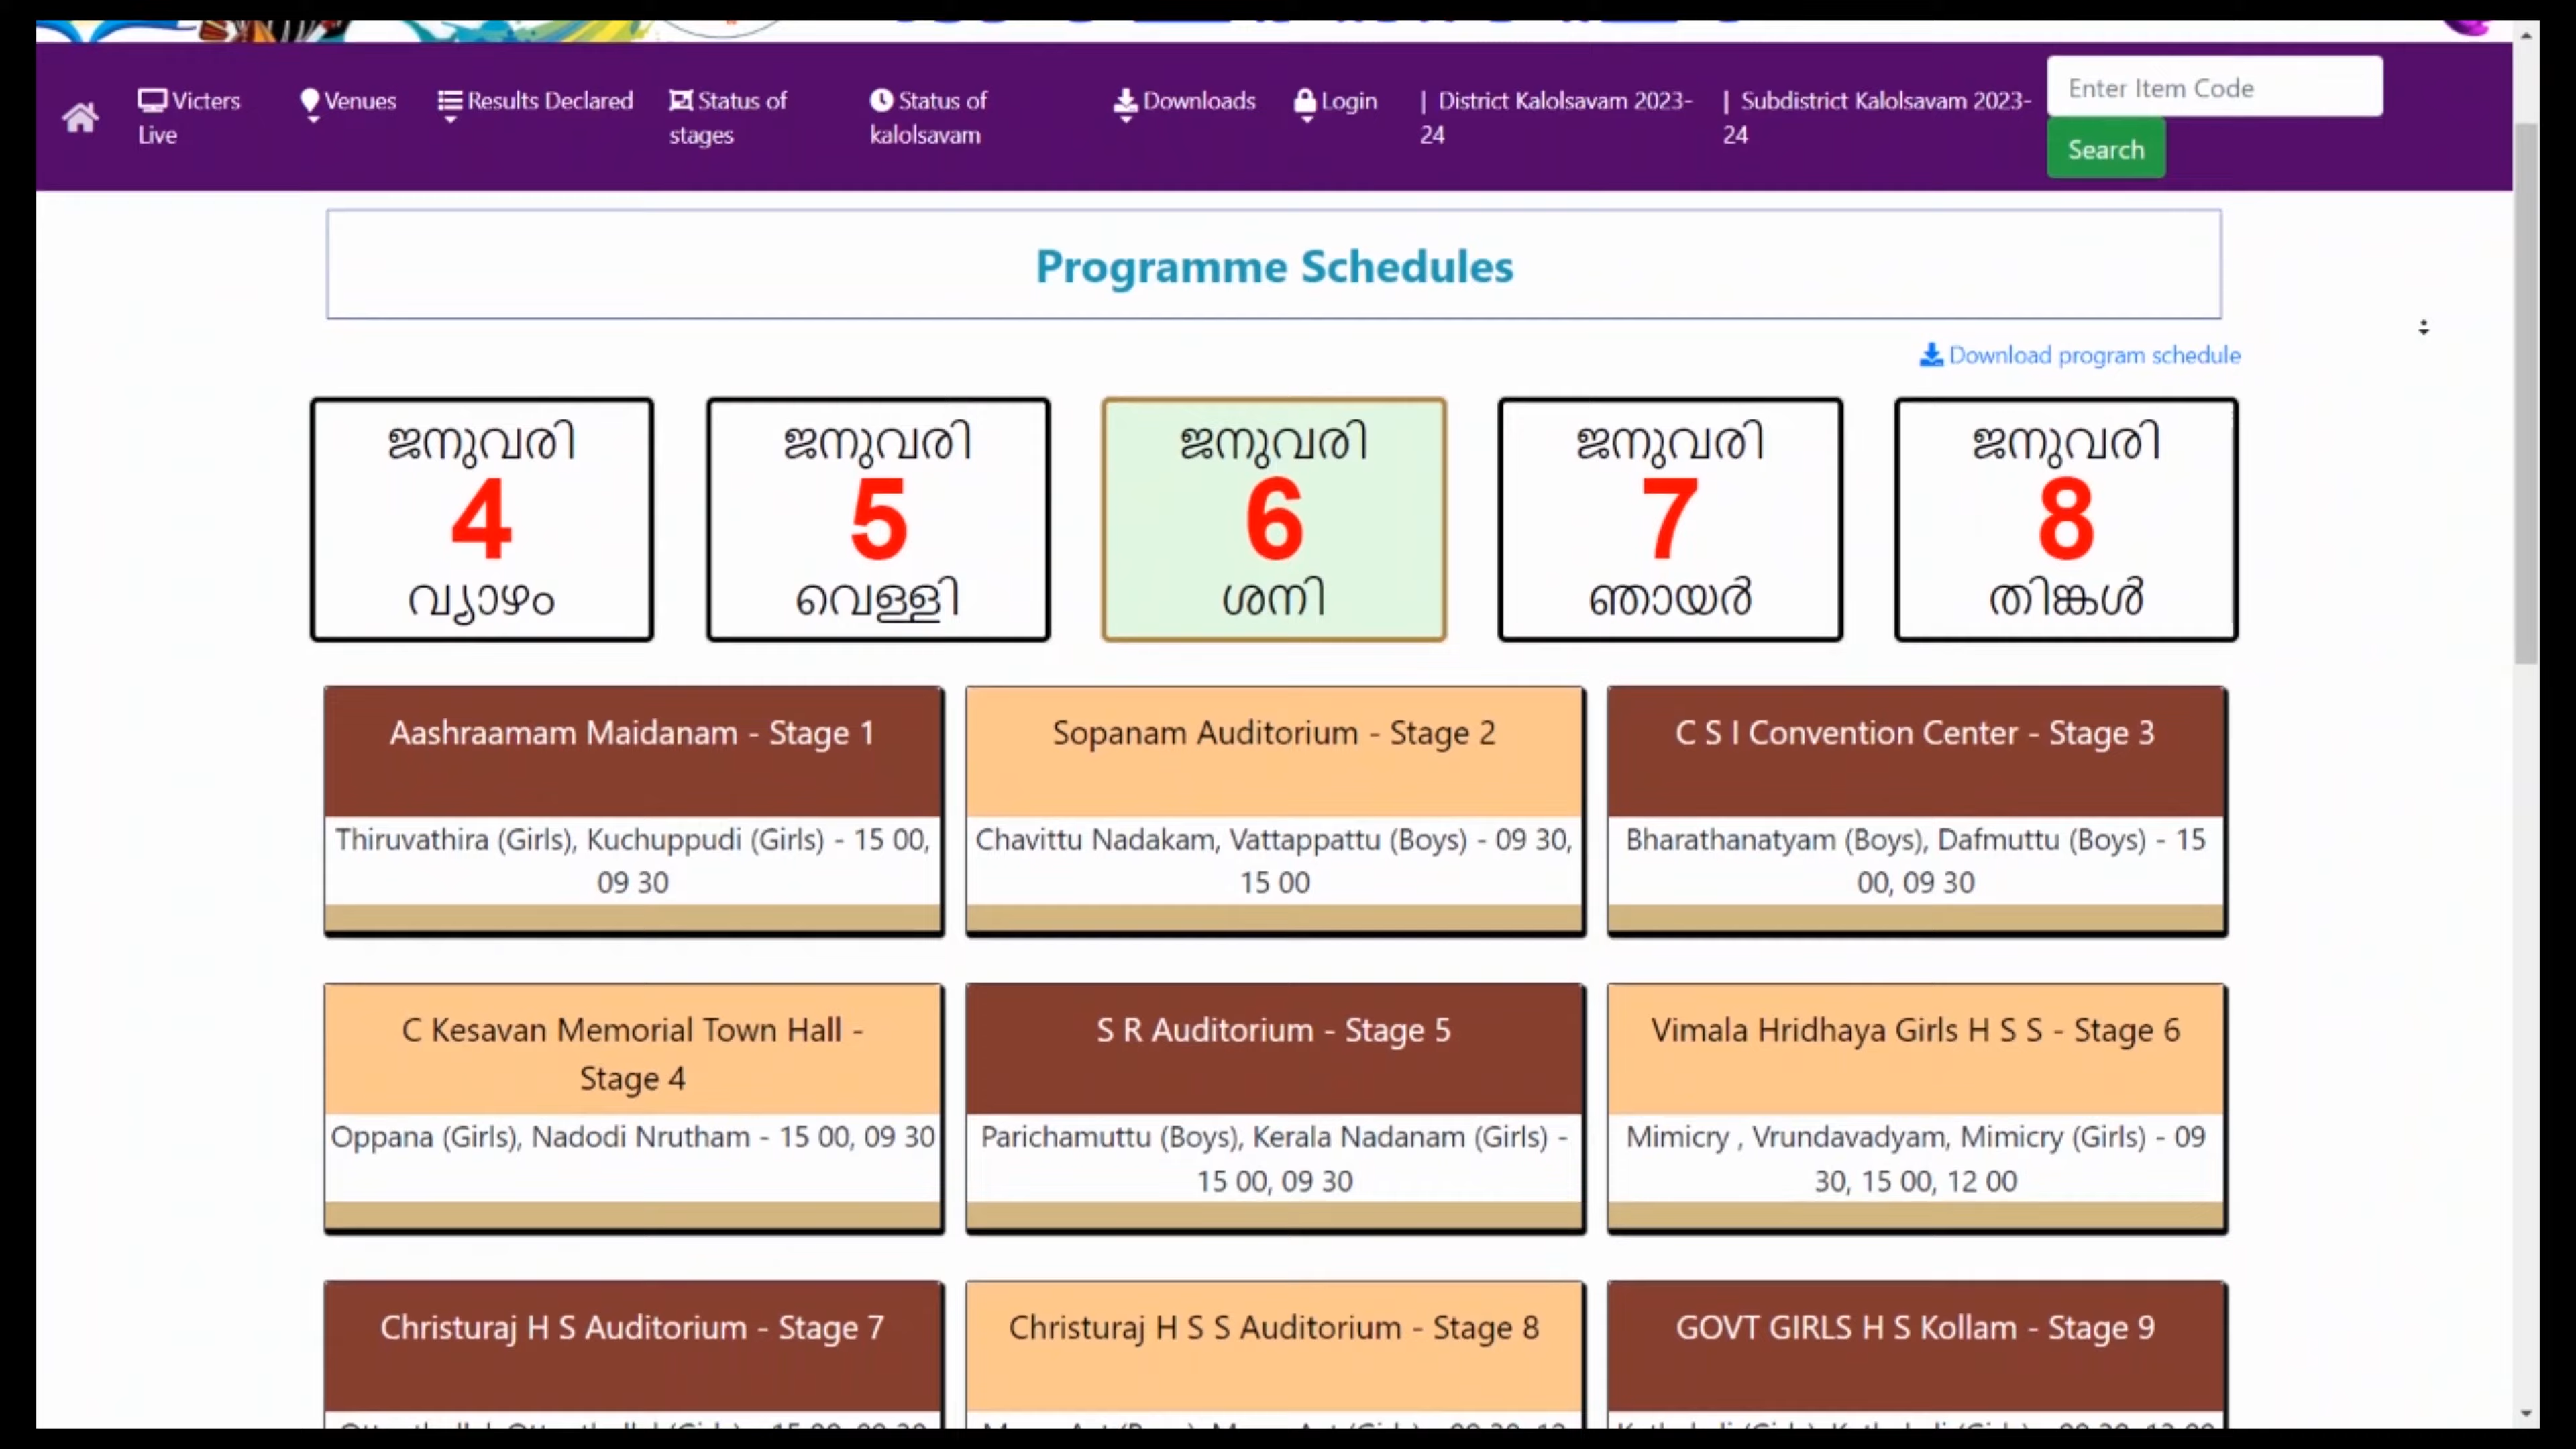 Victers Live
Venues
Results Declared
Status of stages
Status of kalolsavam
Downloads
Login
| District Kalolsavam 2023-24
| Subdistrict Kalolsavam 2023-24
Enter Item Code
Search
Programme Schedules
Download program schedule
ജനുവരി
4
വ്യാഴം
ജനുവരി
5
വെള്ളി
ജനുവരി
6
ശനി
ജനുവരി
7
ഞായർ
ജനുവരി
8
തിങ്കൾ
Aashraamam Maidanam - Stage 1
Thiruvathira (Girls), Kuchuppudi (Girls) - 15 00,
09 30
Sopanam Auditorium - Stage 2
Chavittu Nadakam, Vattappattu (Boys) - 09 30,
15 00
C S I Convention Center - Stage 3
Bharathanatyam (Boys), Dafmuttu (Boys) - 15
00, 09 30
C Kesavan Memorial Town Hall -
Stage 4
Oppana (Girls), Nadodi Nrutham - 15 00, 09 30
S R Auditorium - Stage 5
Parichamuttu (Boys), Kerala Nadanam (Girls) -
15 00, 09 30
Vimala Hridhaya Girls H S S - Stage 6
Mimicry , Vrundavadyam, Mimicry (Girls) - 09
30, 15 00, 12 00
Christuraj H S Auditorium - Stage 7
Christuraj H S S Auditorium - Stage 8
GOVT GIRLS H S Kollam - Stage 9